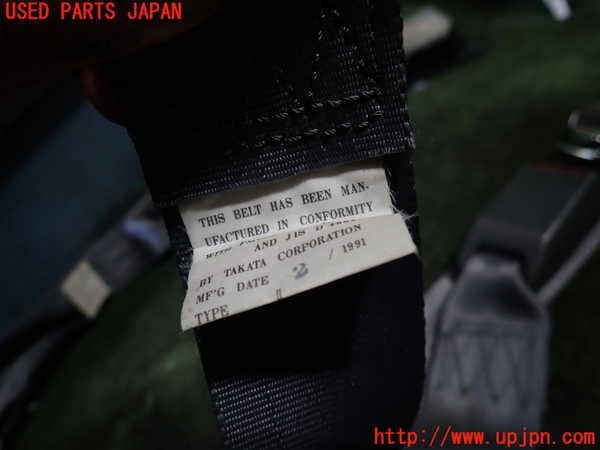 USED PARTS JAPAN
THIS BELT HAS BEEN MAN-
UFACTURED IN CONFORMITY
AND JIS
BY TAKATA CORPORATION
MF'G DATE 2 / 1991
TYPE
http://www.upjpn.com